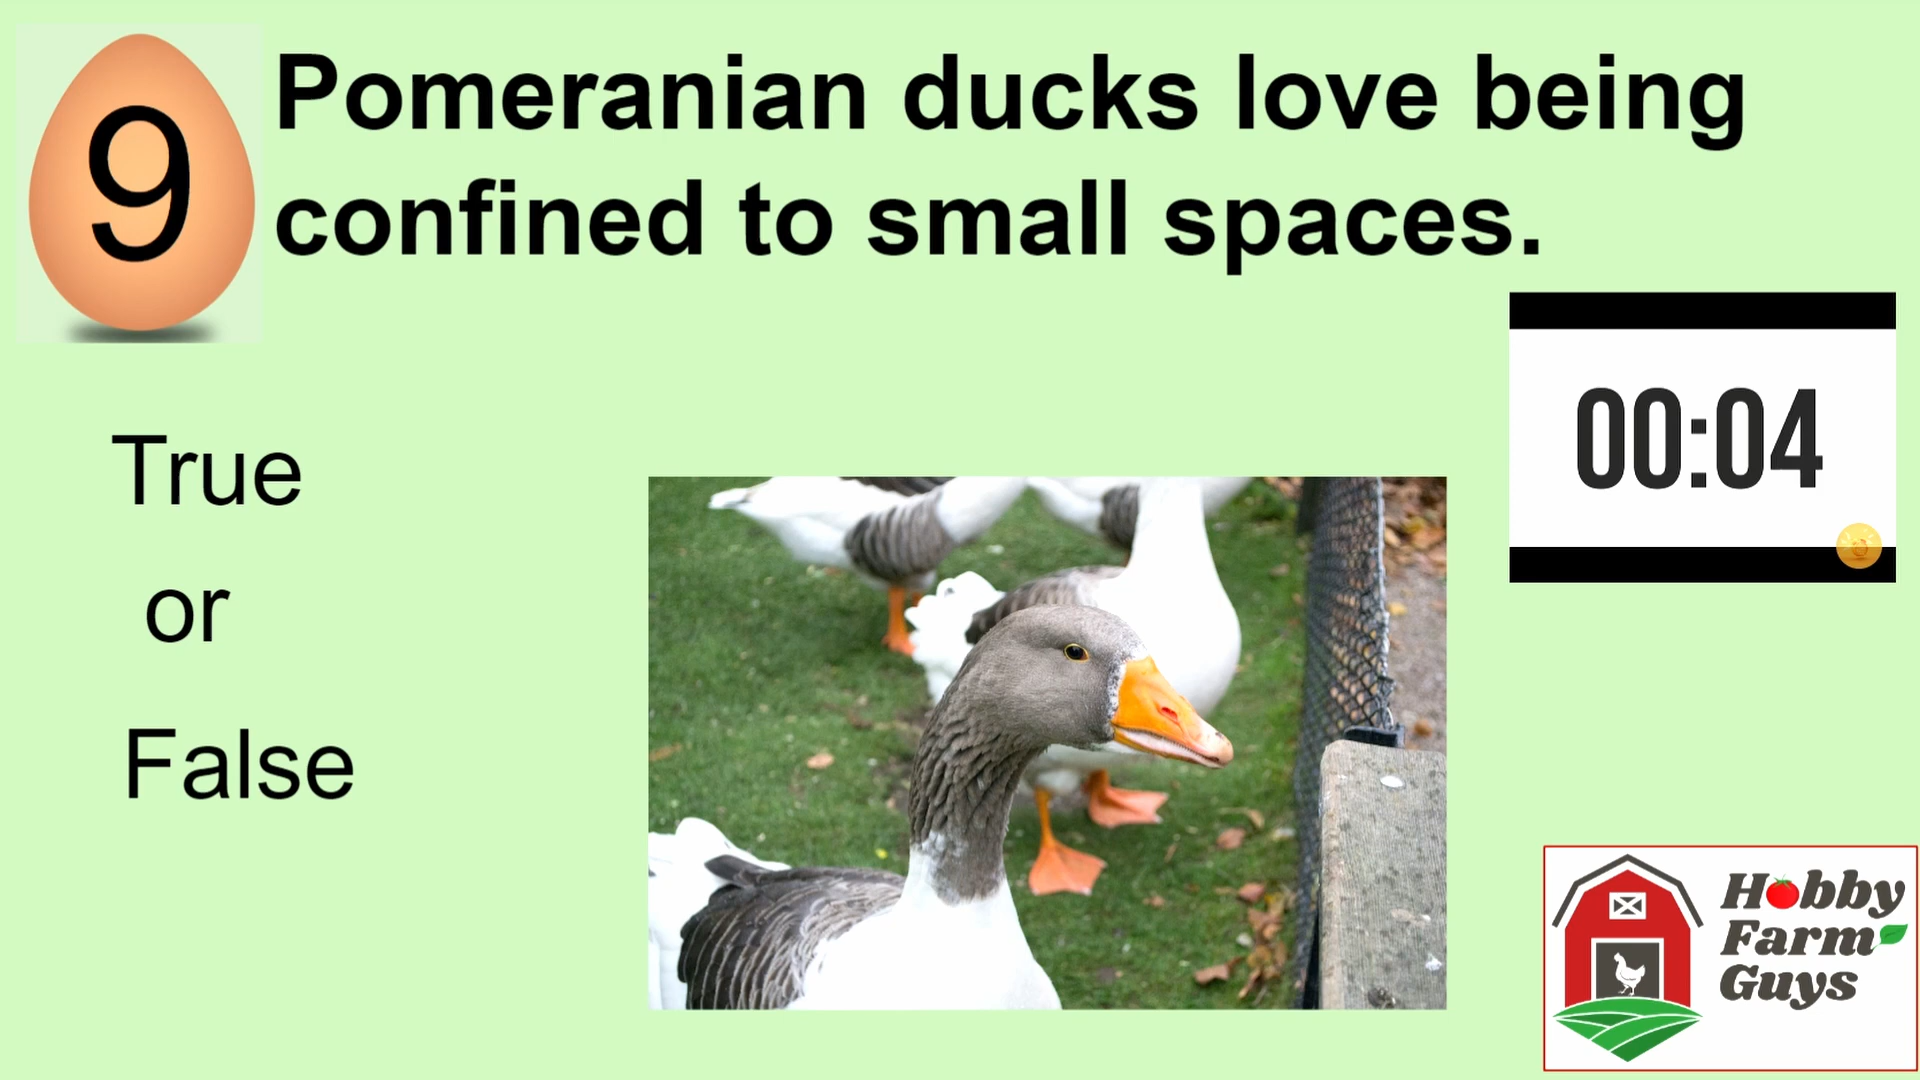 9
Pomeranian ducks love being
confined to small spaces.
00:04
True
or
False
Hobby
Farm
Guys